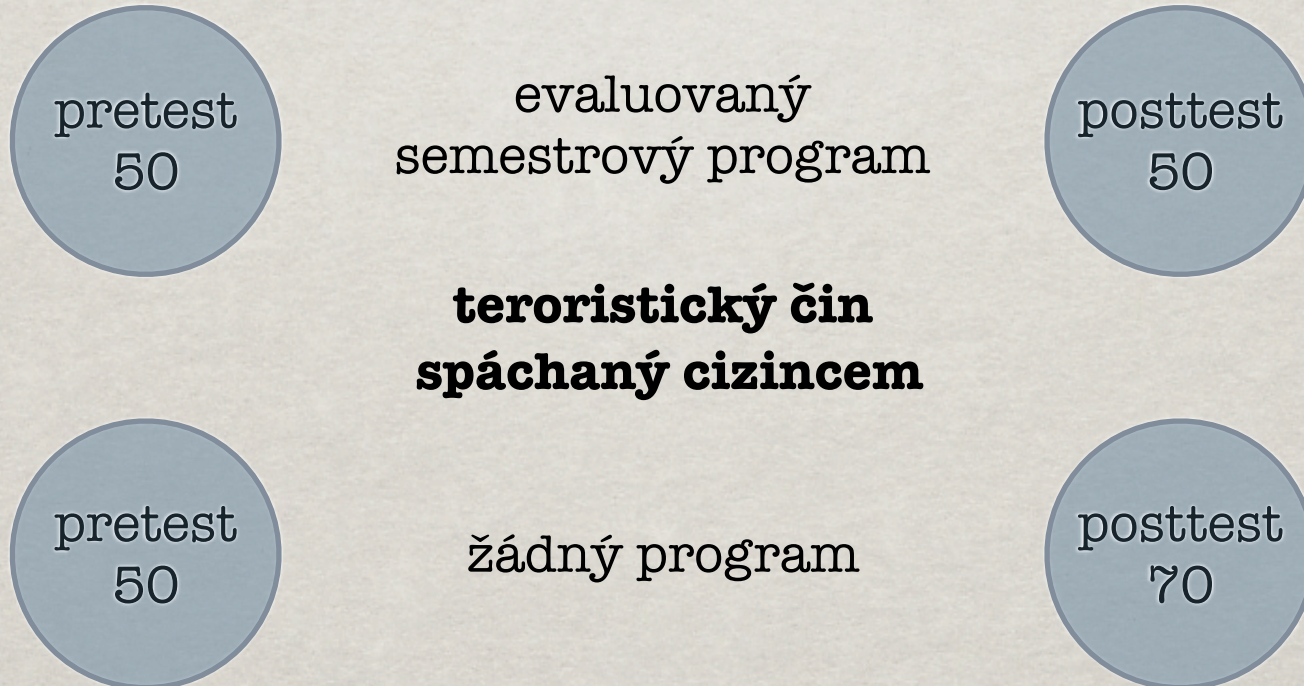 pretest
50
evaluovaný
semestrový program
posttest
50
teroristický čin
spáchaný cizincem
pretest
50
žádný program
posttest
70